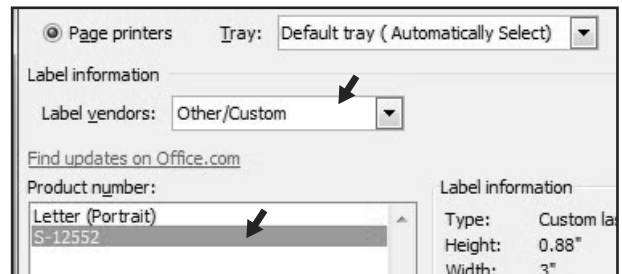 Page printers Tray: Default tray ( Automatically Select)
Label information
Label vendors: Other/Custom
Find updates on Office.com
Product number:
Letter (Portrait)
S-12552
Label information
Type: Custom
Height: 0.88"
Width: 3"